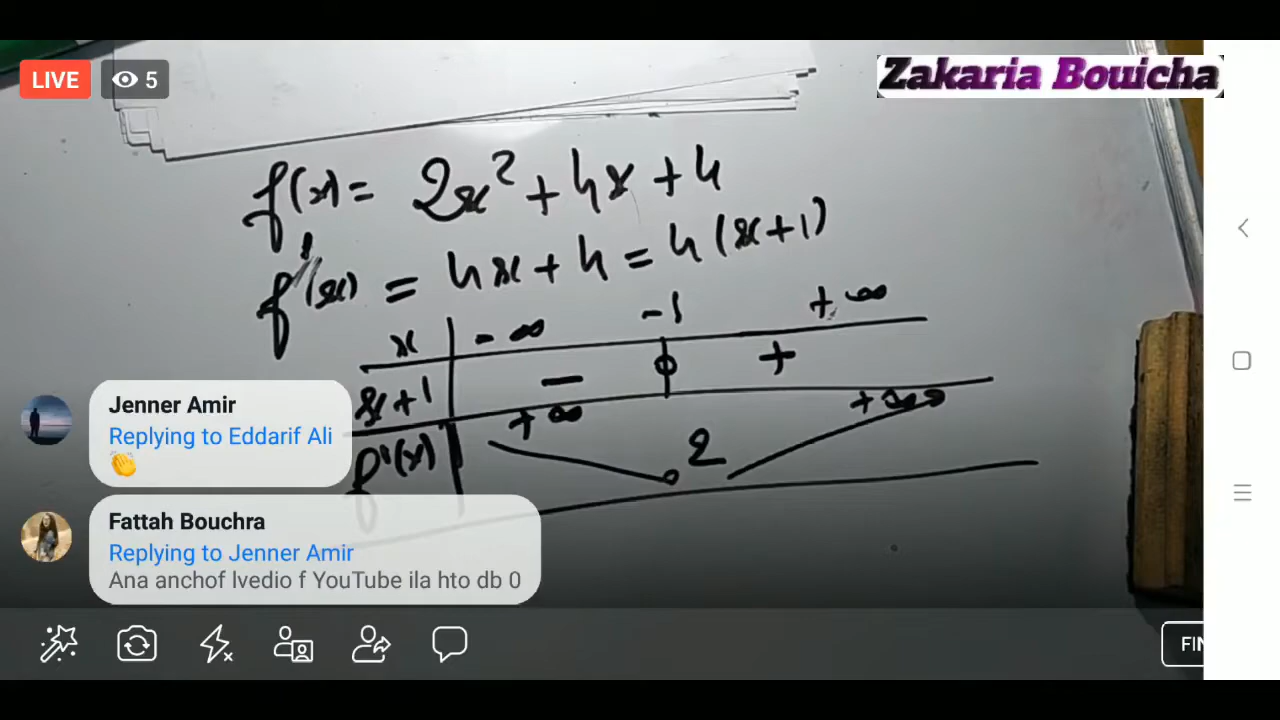 LIVE 5
Zakaria Bouicha
f(x) = 2x² + 4x + 4
f'(x) = 4x + 4 = 4(x+1)
x -∞ -1 +∞
x+1 - 0 +
f'(x) +∞ 2 +∞
Jenner Amir
Replying to Eddarif Ali
👏
Fattah Bouchra
Replying to Jenner Amir
Ana anchof lvedio f YouTube ila hto db 0
FIN